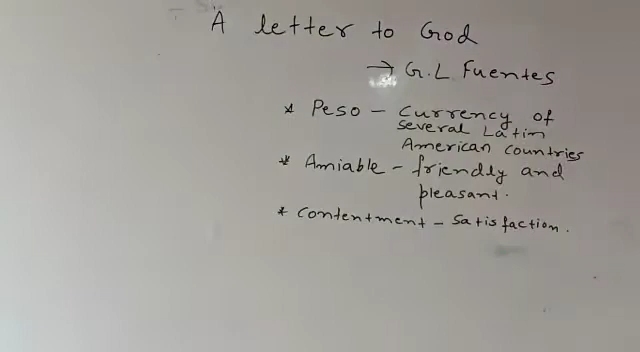 A letter to God
→ G.L Fuentes
* Peso - Currency of
several Latin
American countries
* Amiable - friendly and
pleasant.
* Contentment - Satisfaction.